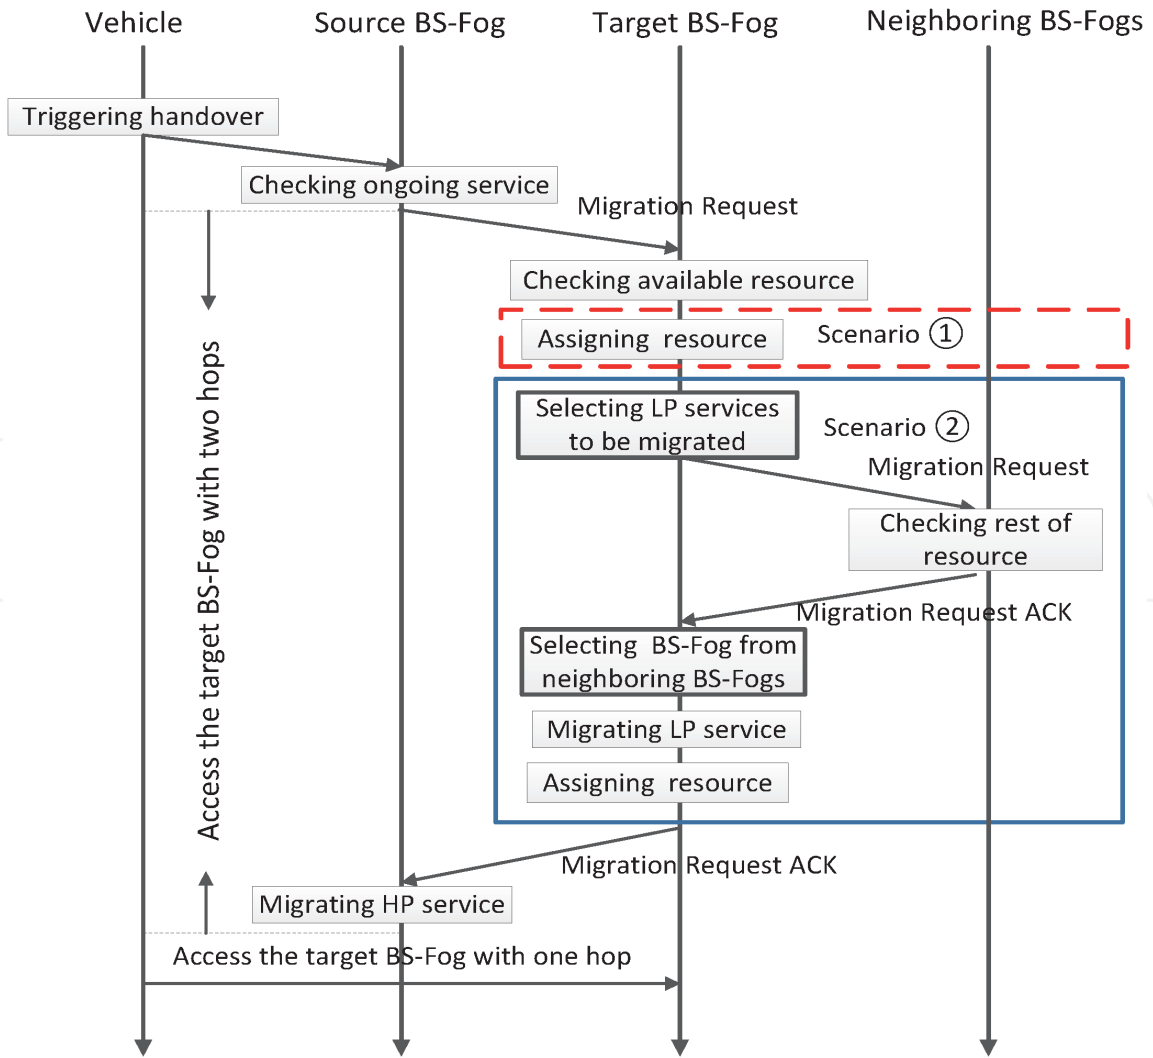 Vehicle
Source BS-Fog
Target BS-Fog
Neighboring BS-Fogs
Triggering handover
Checking ongoing service
Migration Request
Checking available resource
Assigning resource
Scenario ①
Selecting LP services
to be migrated
Scenario ②
Migration Request
Checking rest of
resource
Migration Request ACK
Selecting BS-Fog from
neighboring BS-Fogs
Migrating LP service
Assigning resource
Migration Request ACK
Migrating HP service
Access the target BS-Fog with two hops
Access the target BS-Fog with one hop